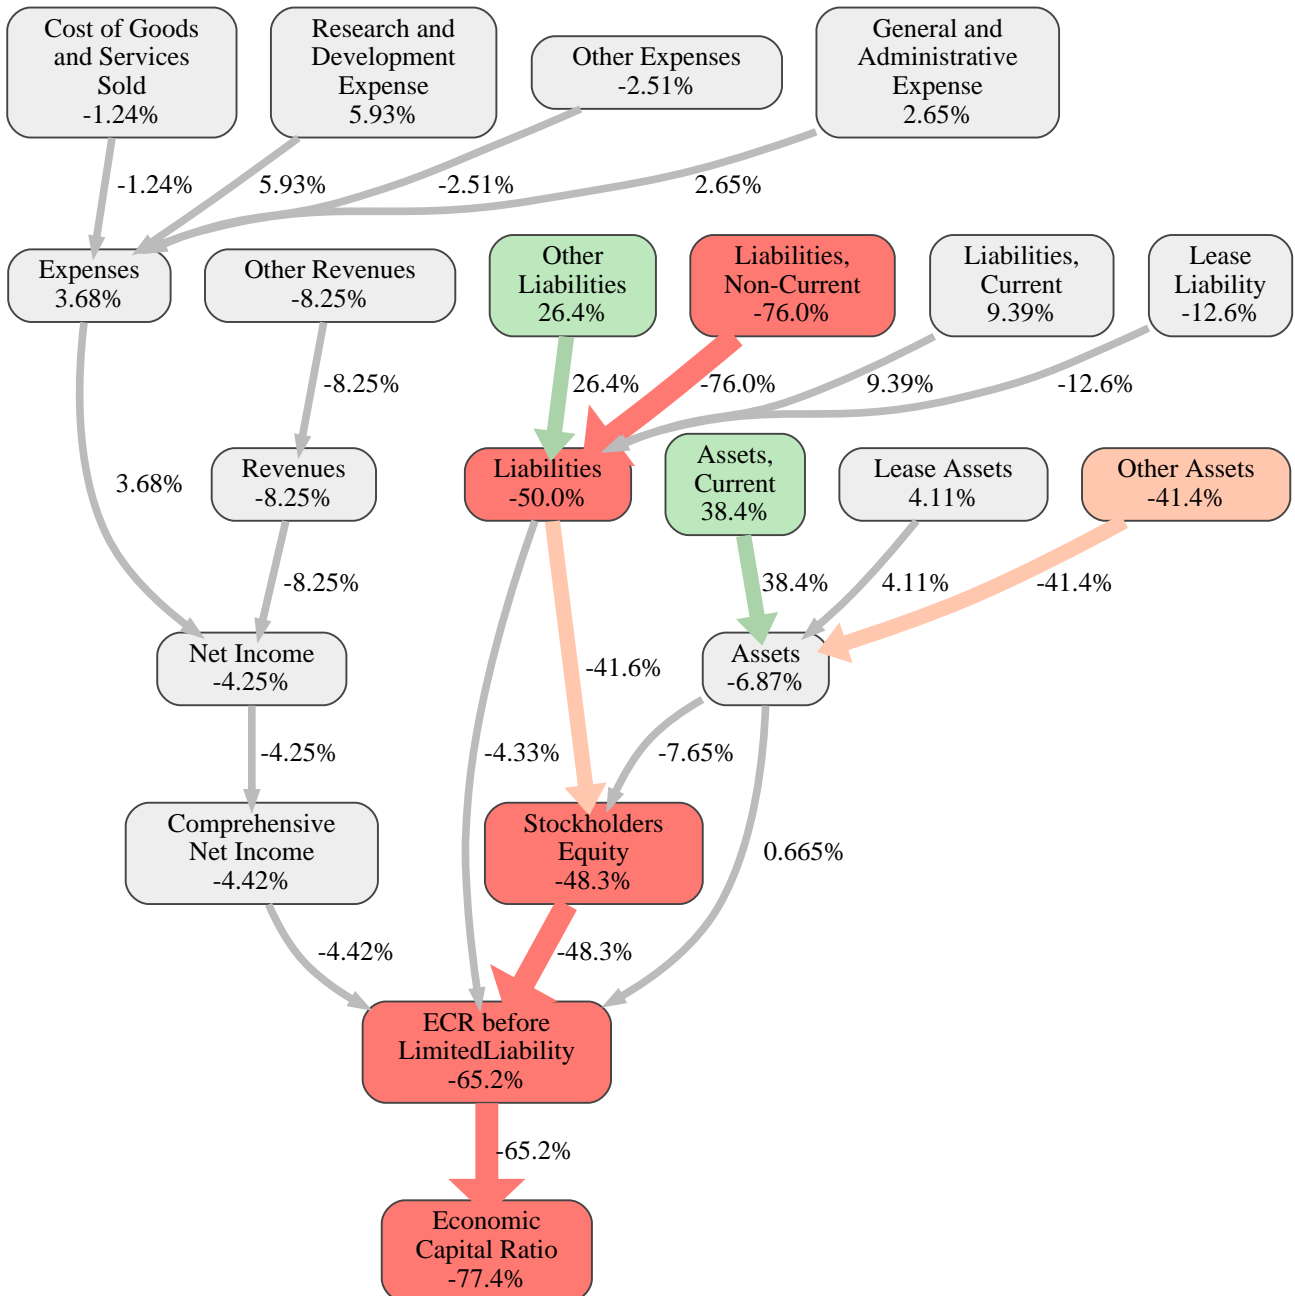 Cost of Goods
and Services
Sold
-1.24%
Research and
Development
Expense
5.93%
Other Expenses
-2.51%
General and
Administrative
Expense
2.65%
-1.24%
5.93%
-2.51%
2.65%
Expenses
3.68%
Other Revenues
-8.25%
Other
Liabilities
26.4%
Liabilities,
Non-Current
-76.0%
Liabilities,
Current
9.39%
Lease
Liability
-12.6%
-8.25%
26.4%
-76.0%
9.39%
-12.6%
3.68%
Revenues
-8.25%
Liabilities
-50.0%
Assets,
Current
38.4%
Lease Assets
4.11%
Other Assets
-41.4%
-8.25%
38.4%
4.11%
-41.4%
Net Income
-4.25%
-41.6%
Assets
-6.87%
-4.25%
-4.33%
-7.65%
Comprehensive
Net Income
-4.42%
Stockholders
Equity
-48.3%
0.665%
-4.42%
-48.3%
ECR before
LimitedLiability
-65.2%
-65.2%
Economic
Capital Ratio
-77.4%